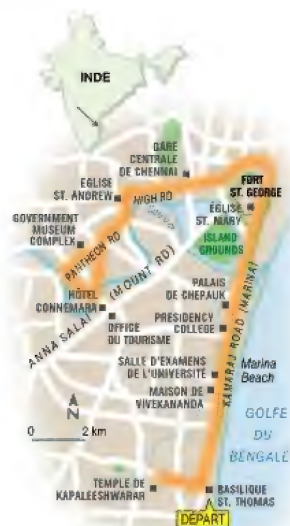 INDE
GARE
CENTRALE
DE CHENNAI
ÉGLISE
ST. ANDREW
HIGH RD
FORT
ST. GEORGE
ÉGLISE
ST. MARY
GOVERNMENT
MUSEUM
COMPLEX
PANTHEON RD
ISLAND
GROUNDS
HÔTEL
CONNEMARA
ANNA SALAI (MOUNT RD)
OFFICE
DU TOURISME
PALAIS
DE CHEPAUK
PRESIDENCY
COLLEGE
KAMARAJ ROAD (MARINA)
SALLE D'EXAMENS
DE L'UNIVERSITÉ
MAISON DE
VIVEKANANDA
Marina
Beach
N
0 2 km
GOLFE
DU
BENGALE
TEMPLE DE
KAPALEESHWARAR
BASILIQUE
ST. THOMAS
DÉPART